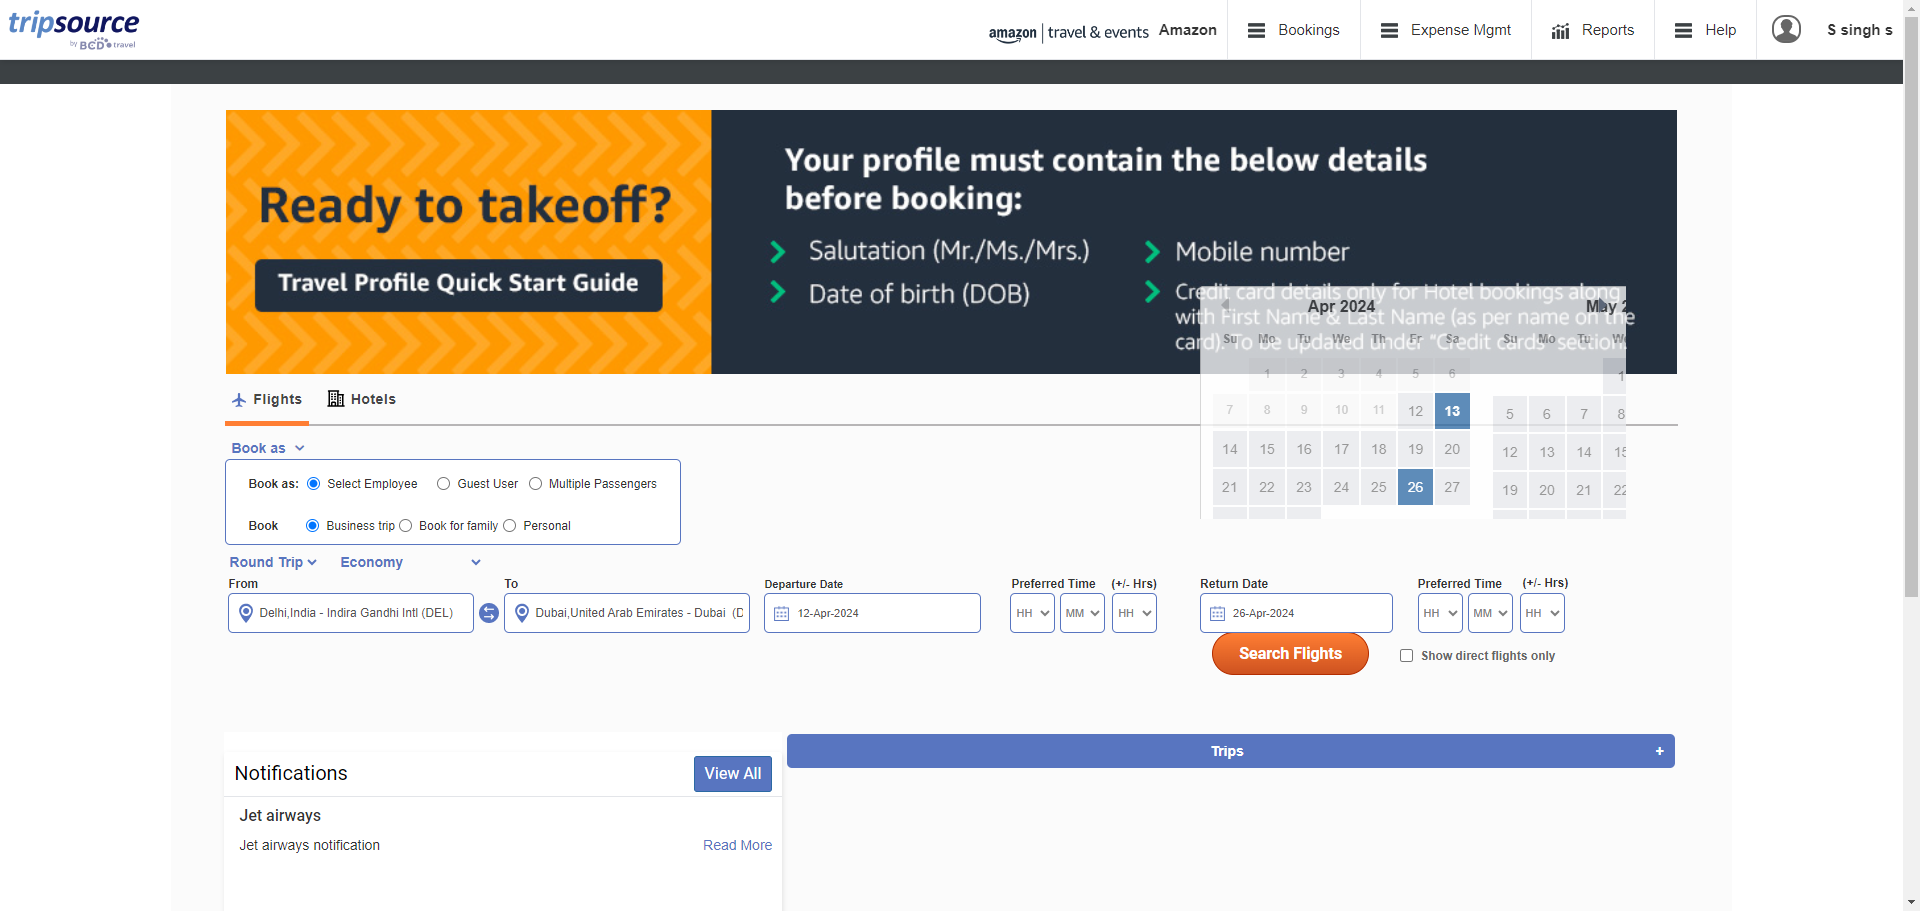 tripsource
by BCD travel
amazon | travel & events Amazon
Bookings
Expense Mgmt
Reports
Help
S singh s
Ready to takeoff?
Travel Profile Quick Start Guide
Your profile must contain the below details
before booking:
Salutation (Mr./Ms./Mrs.)
Date of birth (DOB)
Mobile number
Credit card details only for Hotel bookings along
with First Name & Last Name (as per name on the
card). To be updated under "Credit cards" section.
Apr 2024
Su Mo Tu We Th Fr Sa
1 2 3 4 5 6
7 8 9 10 11 12 13
14 15 16 17 18 19 20
21 22 23 24 25 26 27
May 2
Su Mo Tu We
1
5 6 7 8
12 13 14 15
19 20 21 22
Flights
Hotels
Book as
Book as: Select Employee Guest User Multiple Passengers
Book Business trip Book for family Personal
Round Trip Economy
From
Delhi,India - Indira Gandhi Intl (DEL)
To
Dubai,United Arab Emirates - Dubai (D
Departure Date
12-Apr-2024
Preferred Time (+/- Hrs)
HH MM HH
Return Date
26-Apr-2024
Preferred Time (+/- Hrs)
HH MM HH
Search Flights
Show direct flights only
Notifications
View All
Jet airways
Jet airways notification
Read More
Trips +